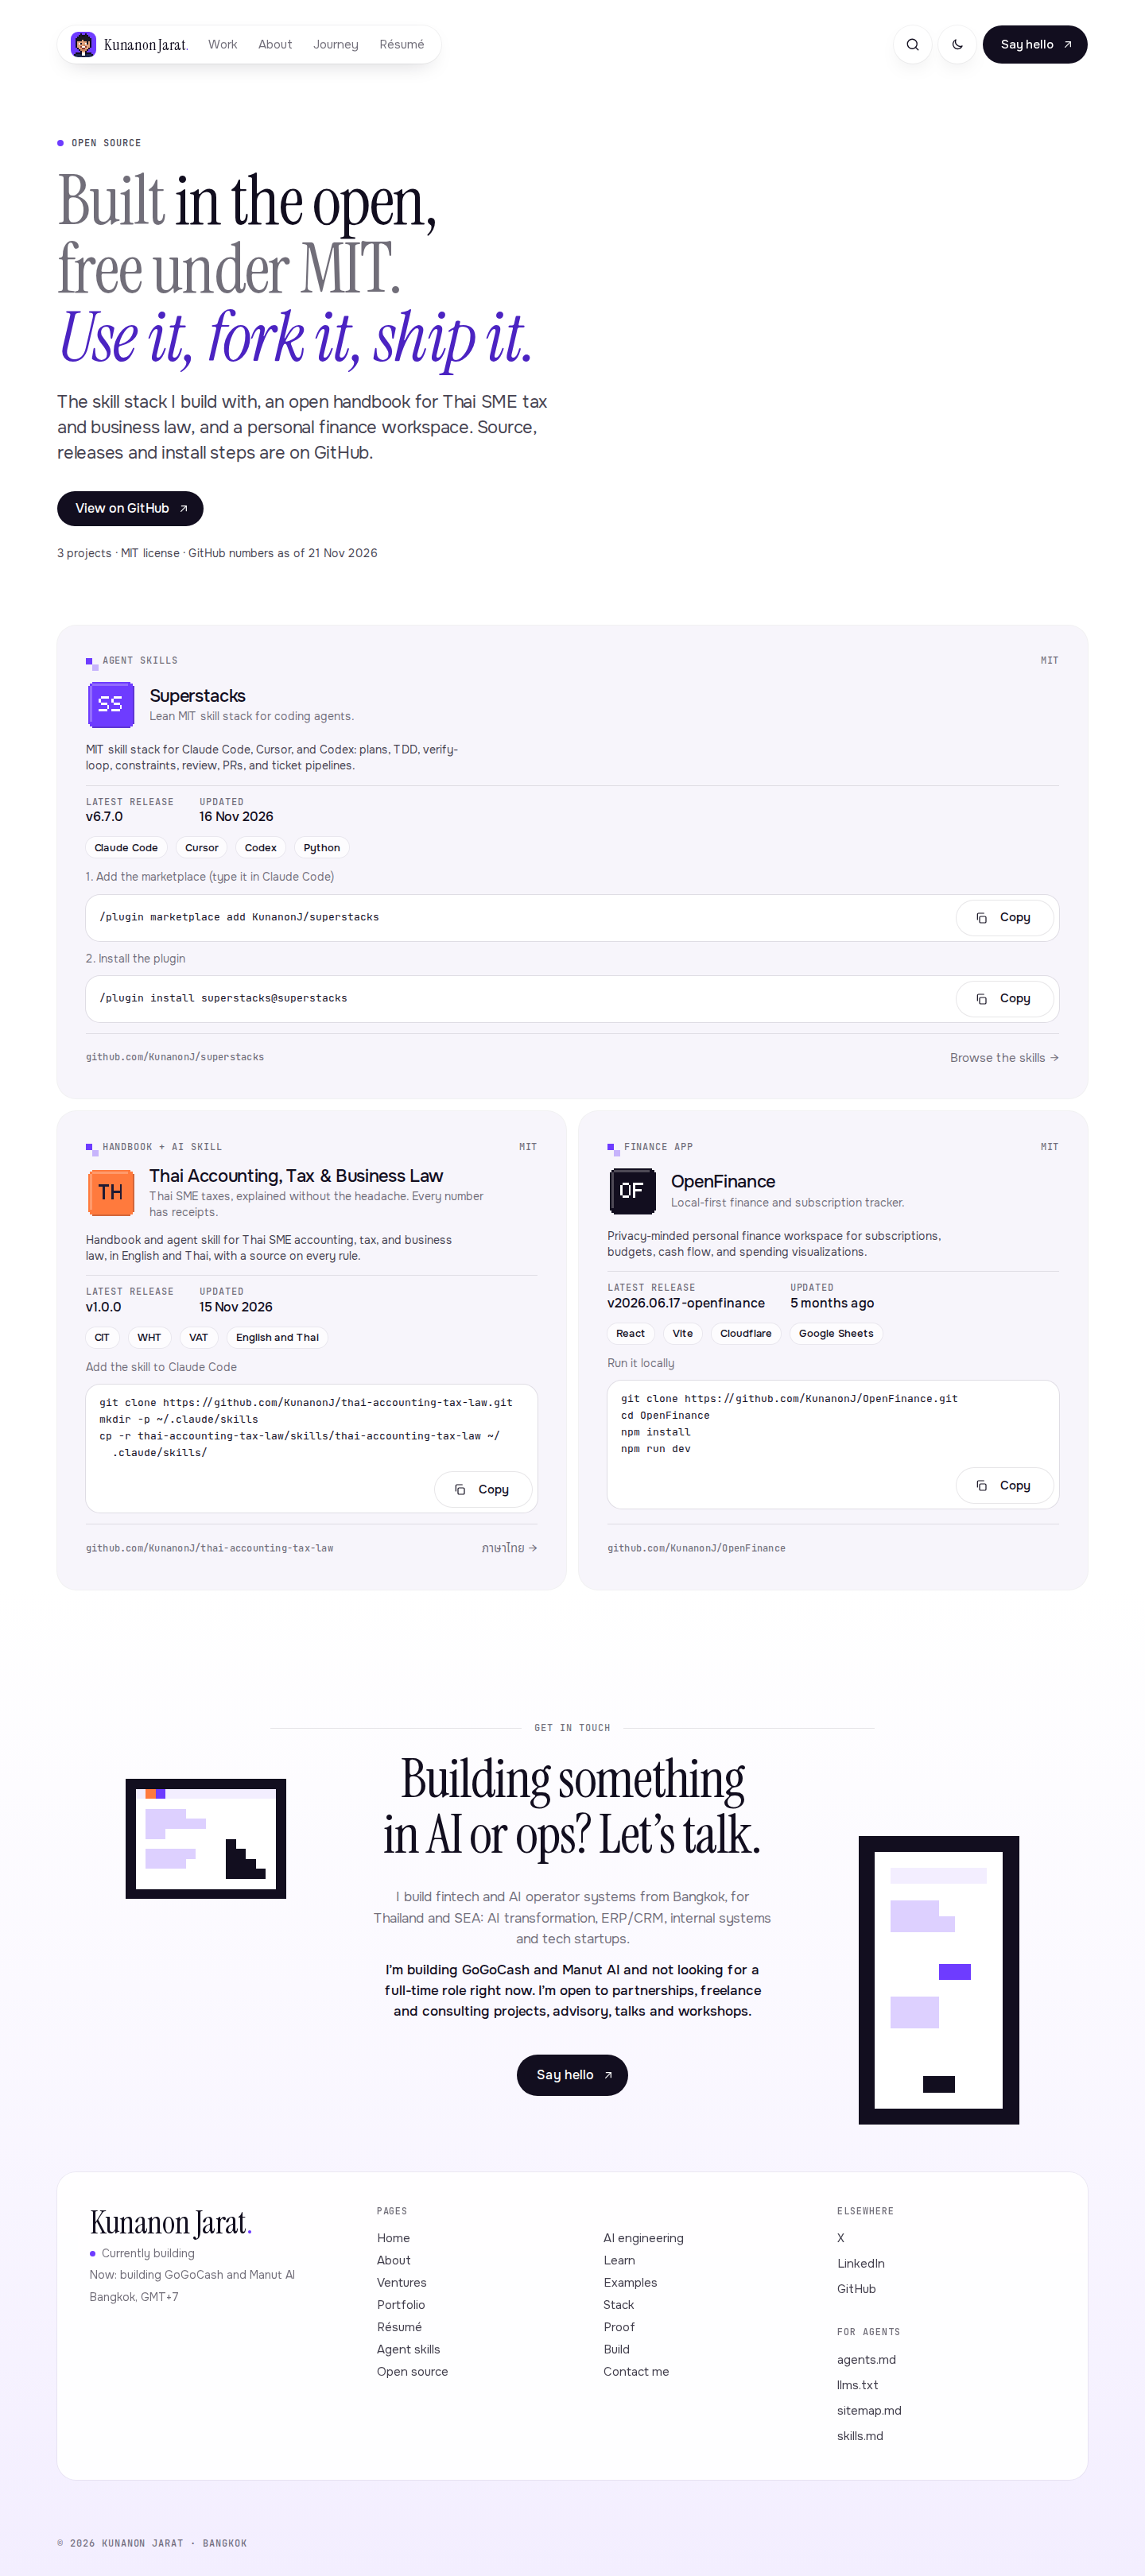 Kunanon Jarat.
Work
About
Journey
Résumé
Say hello
OPEN SOURCE
Built in the open,
free under MIT.
Use it, fork it, ship it.
The skill stack I build with, an open handbook for Thai SME tax
and business law, and a personal finance workspace. Source,
releases and install steps are on GitHub.
View on GitHub
3 projects · MIT license · GitHub numbers as of 21 Nov 2026
AGENT SKILLS
MIT
SS
Superstacks
Lean MIT skill stack for coding agents.
MIT skill stack for Claude Code, Cursor, and Codex: plans, TDD, verify-
loop, constraints, review, PRs, and ticket pipelines.
LATEST RELEASE
UPDATED
v6.7.0
16 Nov 2026
Claude Code
Cursor
Codex
Python
1. Add the marketplace (type it in Claude Code)
/plugin marketplace add KunanonJ/superstacks
Copy
2. Install the plugin
/plugin install superstacks@superstacks
Copy
github.com/KunanonJ/superstacks
Browse the skills →
HANDBOOK + AI SKILL
MIT
TH
Thai Accounting, Tax & Business Law
Thai SME taxes, explained without the headache. Every number
has receipts.
Handbook and agent skill for Thai SME accounting, tax, and business
law, in English and Thai, with a source on every rule.
LATEST RELEASE
UPDATED
v1.0.0
15 Nov 2026
CIT
WHT
VAT
English and Thai
Add the skill to Claude Code
git clone https://github.com/KunanonJ/thai-accounting-tax-law.git
mkdir -p ~/.claude/skills
cp -r thai-accounting-tax-law/skills/thai-accounting-tax-law ~/
.claude/skills/
Copy
github.com/KunanonJ/thai-accounting-tax-law
ภาษาไทย →
FINANCE APP
MIT
OF
OpenFinance
Local-first finance and subscription tracker.
Privacy-minded personal finance workspace for subscriptions,
budgets, cash flow, and spending visualizations.
LATEST RELEASE
UPDATED
v2026.06.17-openfinance
5 months ago
React
Vite
Cloudflare
Google Sheets
Run it locally
git clone https://github.com/KunanonJ/OpenFinance.git
cd OpenFinance
npm install
npm run dev
Copy
github.com/KunanonJ/OpenFinance
GET IN TOUCH
Building something
in AI or ops? Let’s talk.
I build fintech and AI operator systems from Bangkok, for
Thailand and SEA: AI transformation, ERP/CRM, internal systems
and tech startups.
I’m building GoGoCash and Manut AI and not looking for a
full-time role right now. I’m open to partnerships, freelance
and consulting projects, advisory, talks and workshops.
Say hello
Kunanon Jarat.
Currently building
Now: building GoGoCash and Manut AI
Bangkok, GMT+7
PAGES
Home
About
Ventures
Portfolio
Résumé
Agent skills
Open source
AI engineering
Learn
Examples
Stack
Proof
Build
Contact me
ELSEWHERE
X
LinkedIn
GitHub
FOR AGENTS
agents.md
llms.txt
sitemap.md
skills.md
© 2026 KUNANON JARAT · BANGKOK